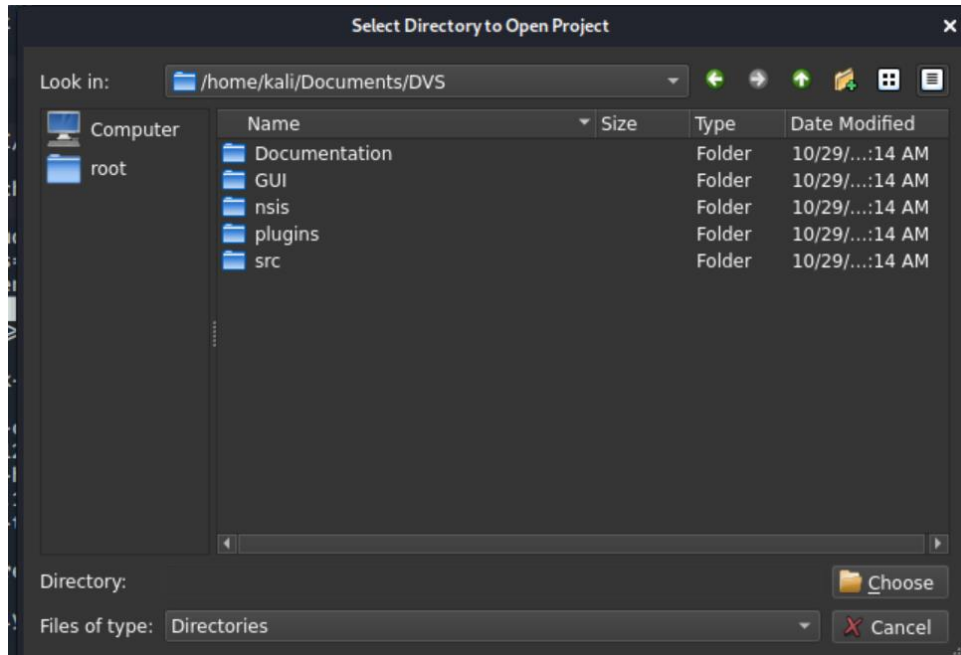 Select Directory to Open Project
Look in: /home/kali/Documents/DVS
Computer
root
Name Size Type Date Modified
Documentation Folder 10/29/...:14 AM
GUI Folder 10/29/...:14 AM
nsis Folder 10/29/...:14 AM
plugins Folder 10/29/...:14 AM
src Folder 10/29/...:14 AM
Directory: Choose
Files of type: Directories Cancel